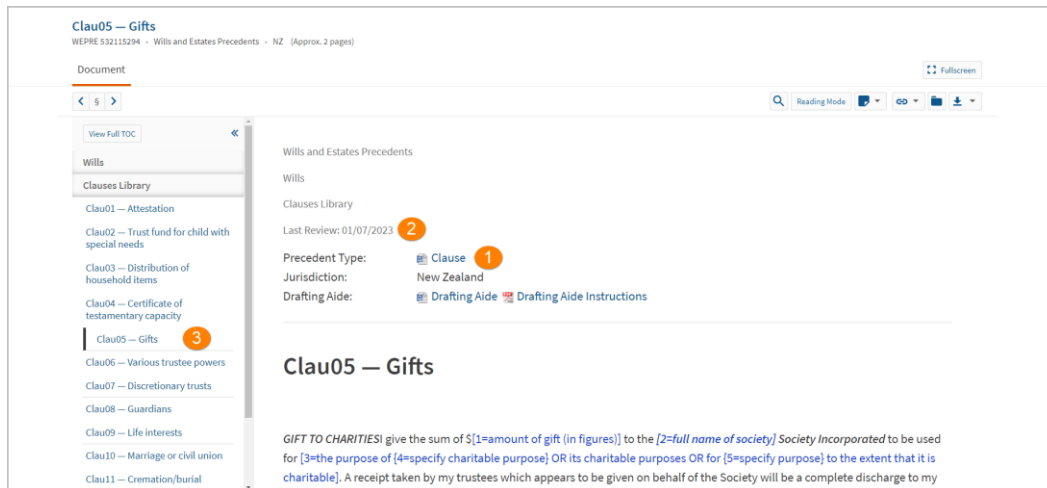 Clau05 — Gifts
WEPRE 532115294 - Wills and Estates Precedents - NZ (Approx. 2 pages)
Document
Fullscreen
§
Reading Mode
View Full TOC
Wills
Clauses Library
Clau01 — Attestation
Clau02 — Trust fund for child with
special needs
Clau03 — Distribution of
household items
Clau04 — Certificate of
testamentary capacity
Clau05 — Gifts 3
Clau06 — Various trustee powers
Clau07 — Discretionary trusts
Clau08 — Guardians
Clau09 — Life interests
Clau10 — Marriage or civil union
Clau11 — Cremation/burial
Wills and Estates Precedents
Wills
Clauses Library
Last Review: 01/07/2023 2
Precedent Type: Clause 1
Jurisdiction: New Zealand
Drafting Aide: Drafting Aide Drafting Aide Instructions
Clau05 — Gifts
GIFT TO CHARITIESI give the sum of $[1=amount of gift (in figures)] to the [2=full name of society] Society Incorporated to be used
for [3=the purpose of {4=specify charitable purpose} OR its charitable purposes OR for {5=specify purpose} to the extent that it is
charitable]. A receipt taken by my trustees which appears to be given on behalf of the Society will be a complete discharge to my